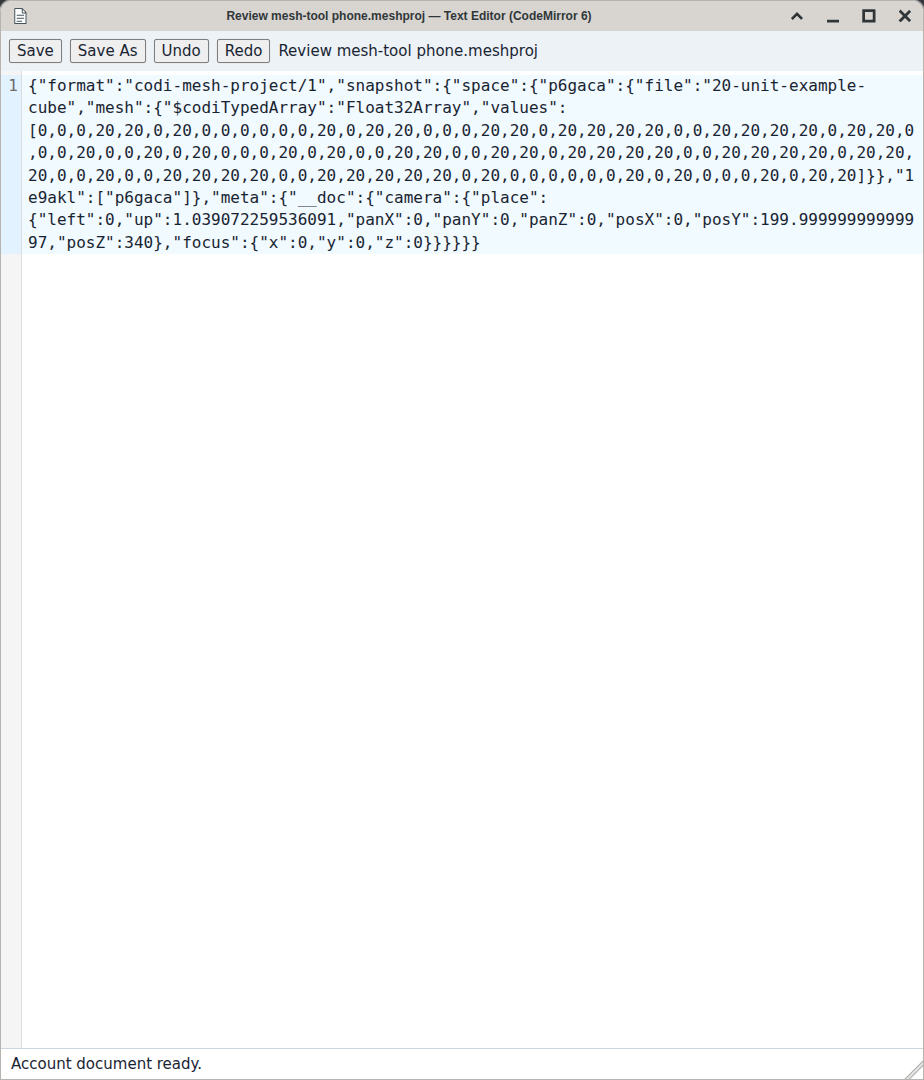 Review mesh-tool phone.meshproj — Text Editor (CodeMirror 6)
Save Save As Undo Redo Review mesh-tool phone.meshproj
1 {"format":"codi-mesh-project/1","snapshot":{"space":{"p6gaca":{"file":"20-unit-example-
cube","mesh":{"$codiTypedArray":"Float32Array","values":
[0,0,0,20,20,0,20,0,0,0,0,0,0,20,0,20,20,0,0,0,20,20,0,20,20,20,20,0,0,20,20,20,20,0,20,20,0
,0,0,20,0,0,20,0,20,0,0,0,20,0,20,0,0,20,20,0,0,20,20,0,20,20,20,20,0,0,20,20,20,20,0,20,20,
20,0,0,20,0,0,20,20,20,20,0,0,20,20,20,20,20,0,20,0,0,0,0,0,0,20,0,20,0,0,0,20,0,20,20]}},"1
e9akl":["p6gaca"]},"meta":{"__doc":{"camera":{"place":
{"left":0,"up":1.039072259536091,"panX":0,"panY":0,"panZ":0,"posX":0,"posY":199.999999999999
97,"posZ":340},"focus":{"x":0,"y":0,"z":0}}}}}}
Account document ready.